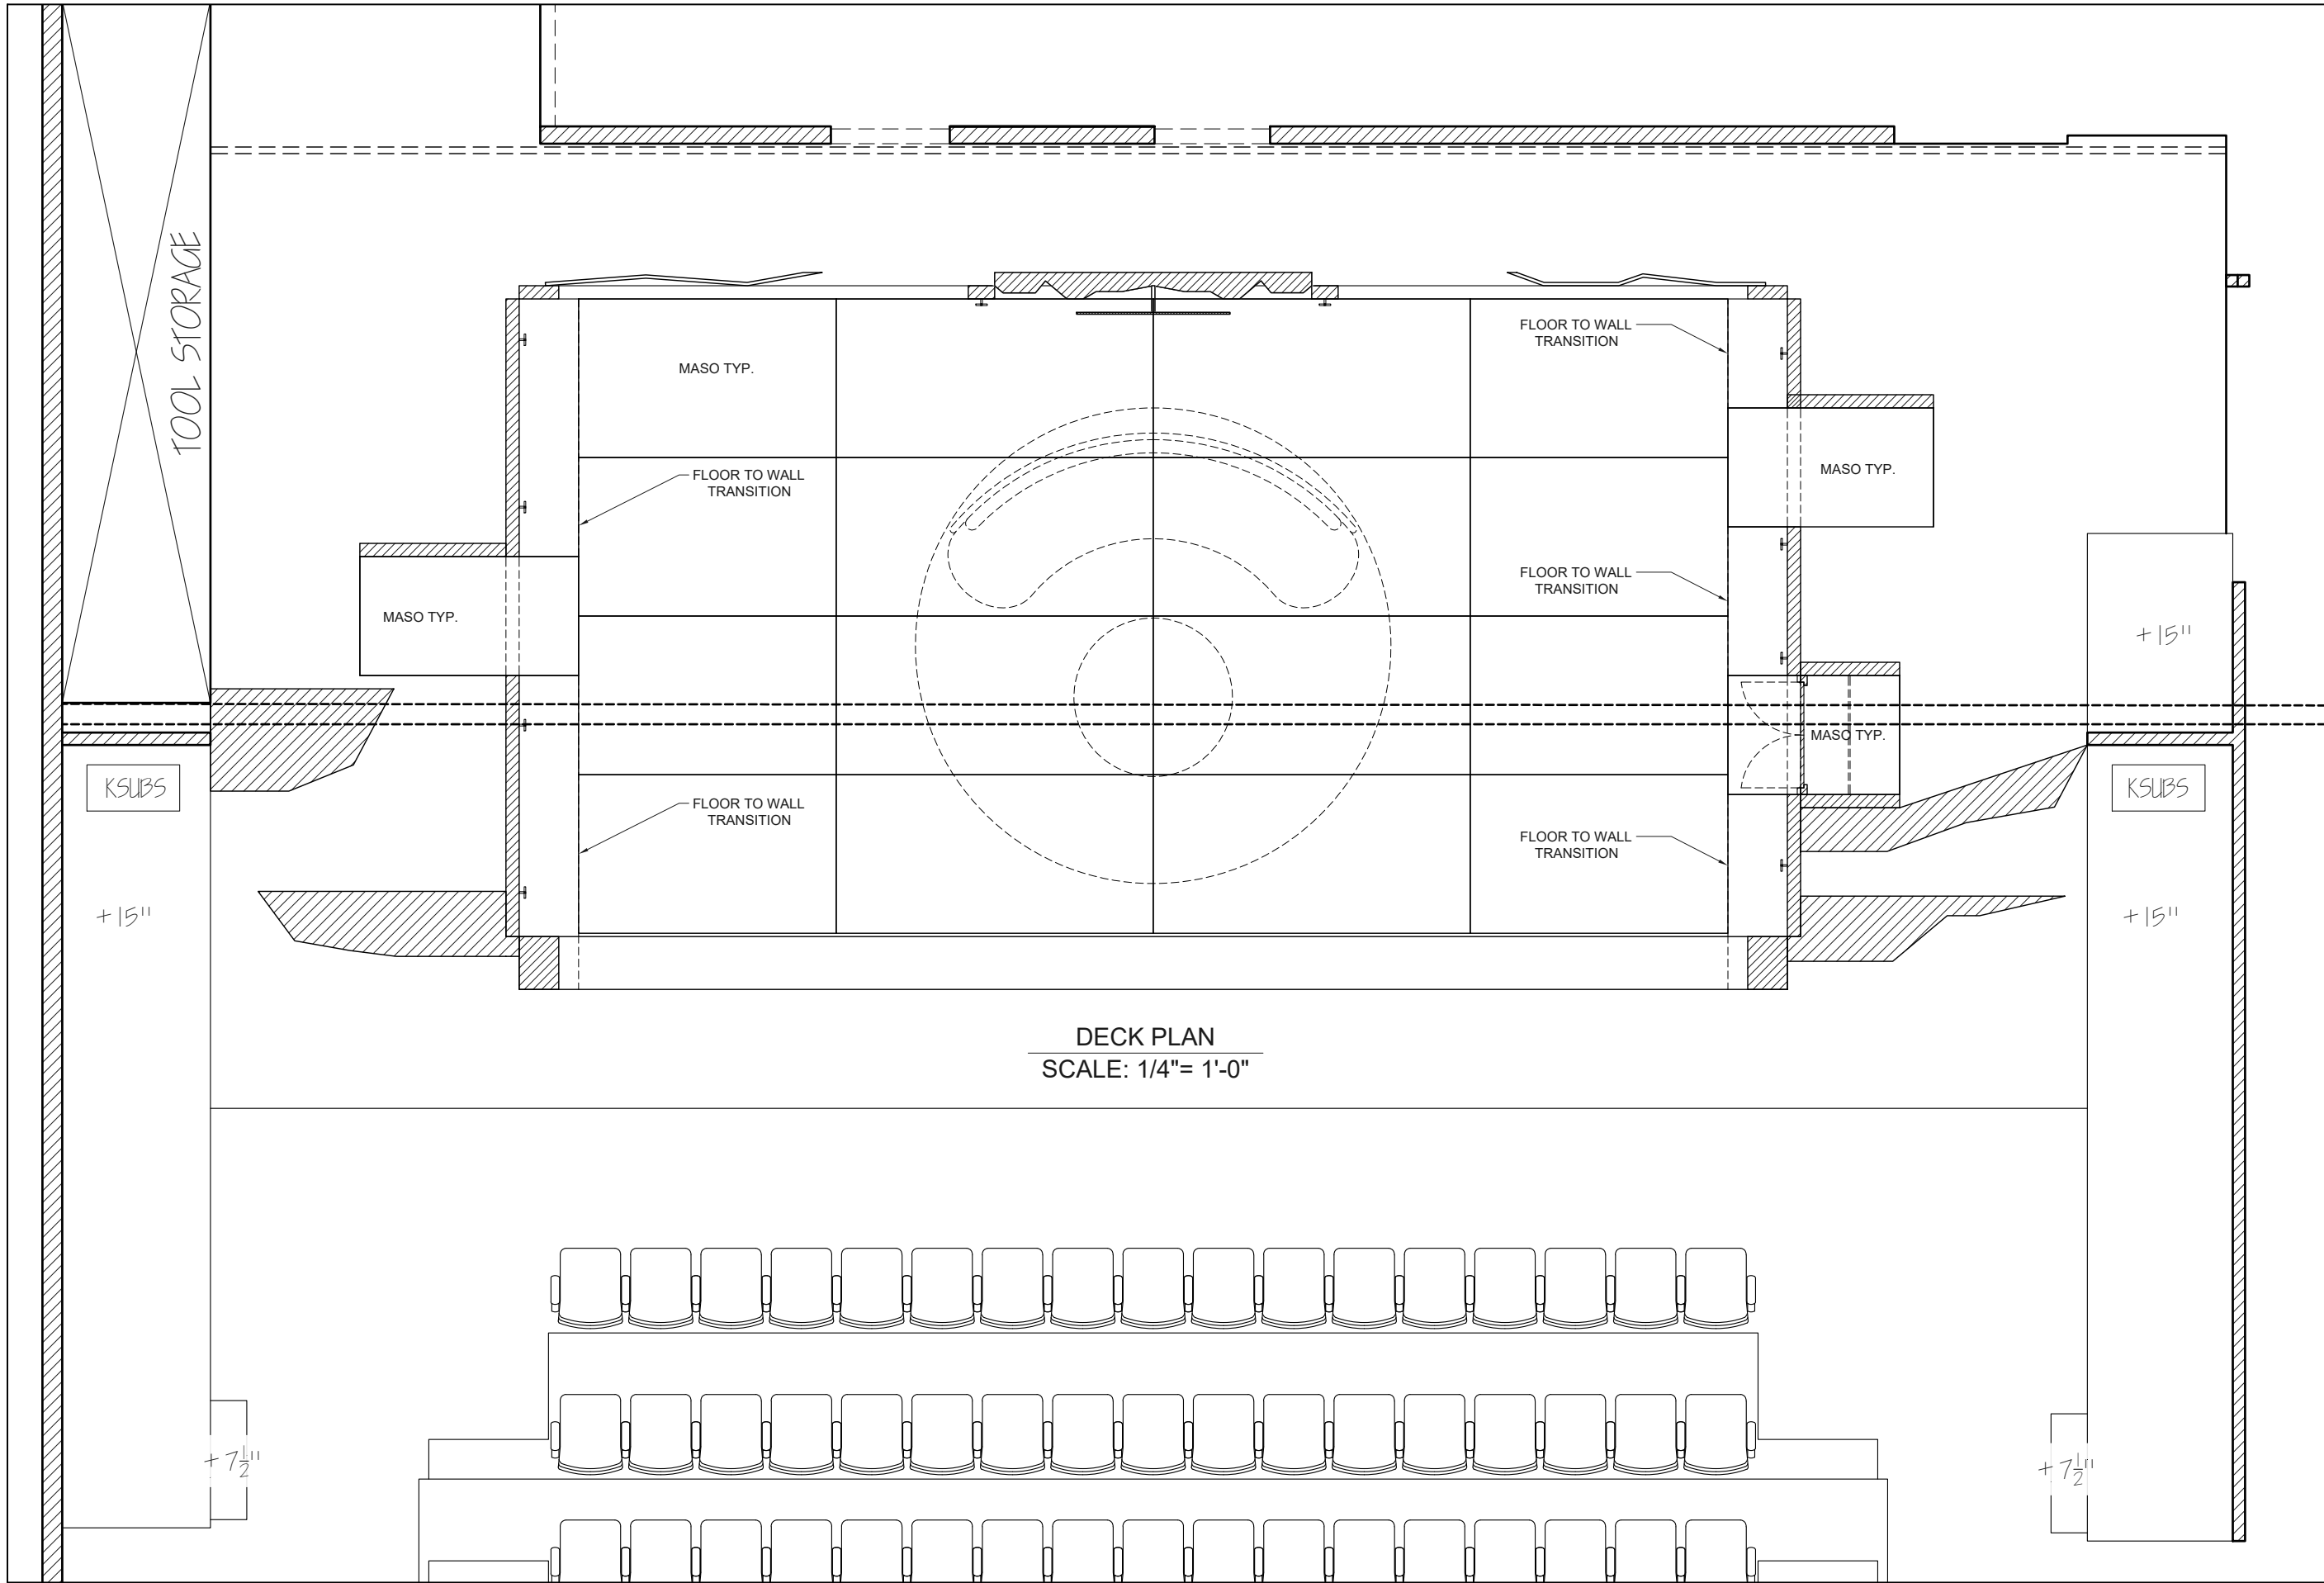 TOOL STORAGE
FLOOR TO WALL
TRANSITION
MASO TYP.
FLOOR TO WALL
TRANSITION
MASO TYP.
FLOOR TO WALL
TRANSITION
MASO TYP.
+15"
MASO TYP.
KSUBS
KSUBS
FLOOR TO WALL
TRANSITION
FLOOR TO WALL
TRANSITION
+15"
+15"
DECK PLAN
SCALE: 1/4"= 1'-0"
+7½"
+7½"